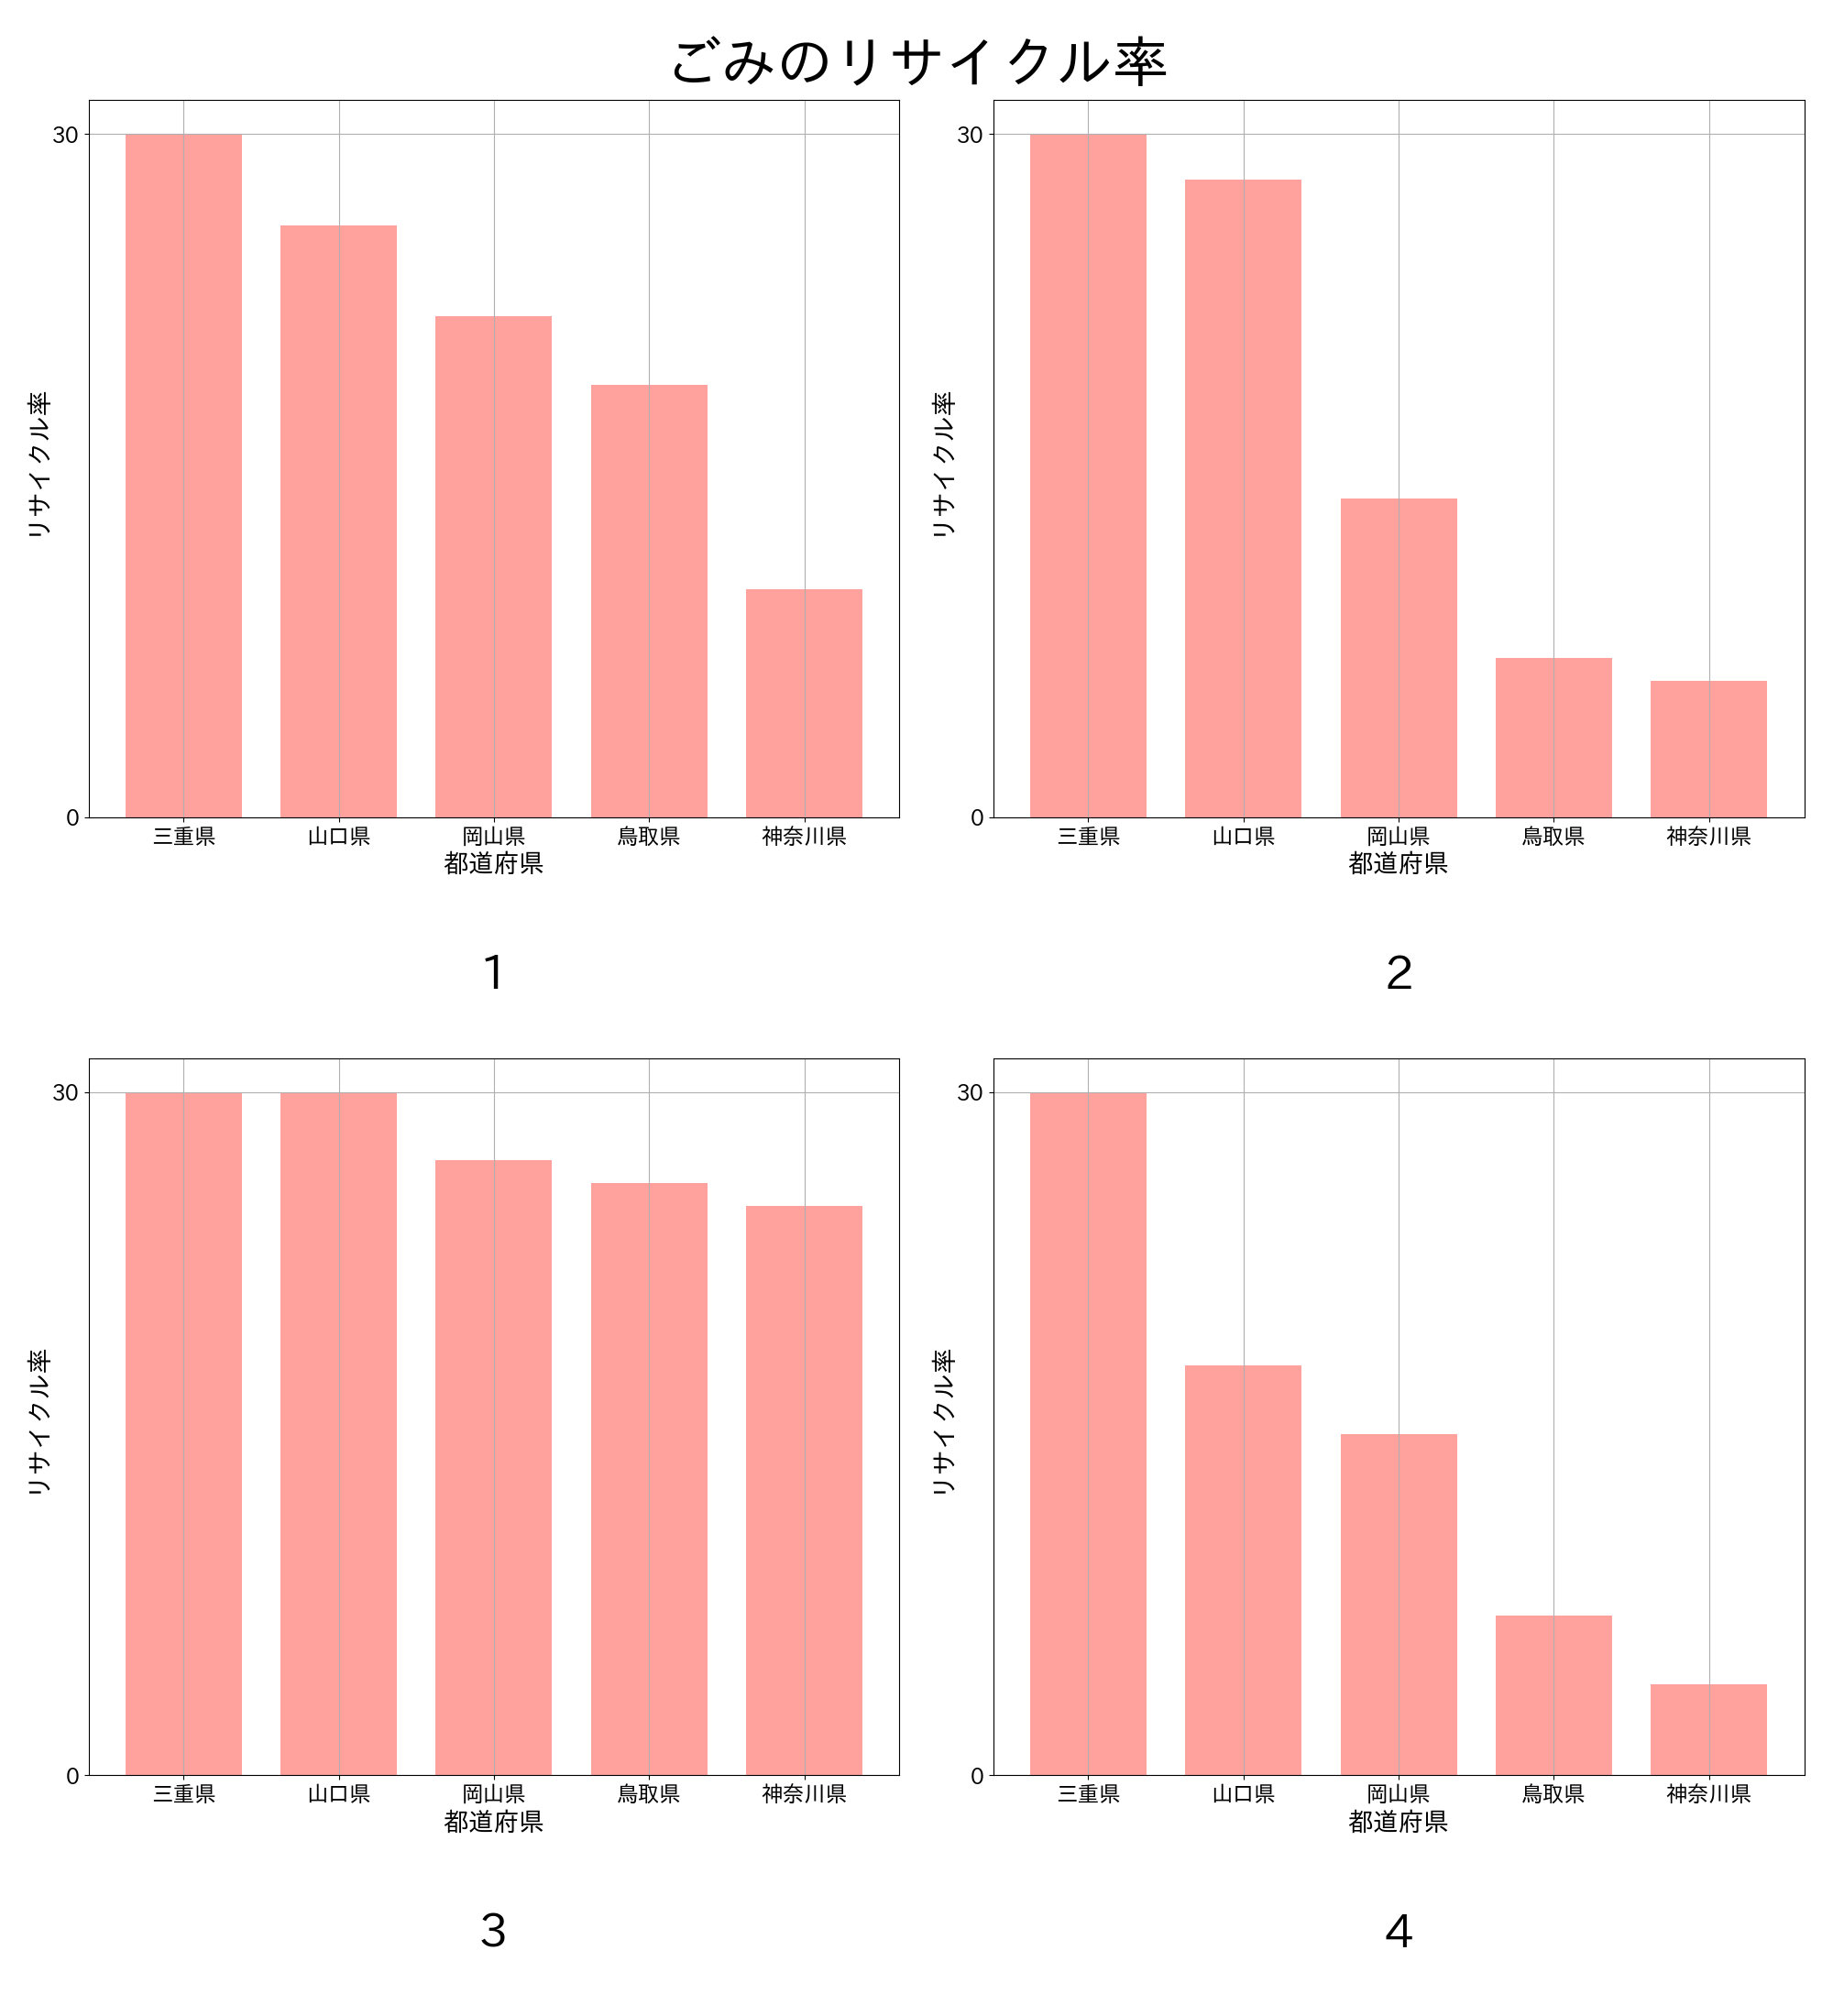 ごみのリサイクル率
30
0
リサイクル率
三重県 山口県 岡山県 鳥取県 神奈川県
都道府県
1
30
0
リサイクル率
三重県 山口県 岡山県 鳥取県 神奈川県
都道府県
2
30
0
リサイクル率
三重県 山口県 岡山県 鳥取県 神奈川県
都道府県
3
30
0
リサイクル率
三重県 山口県 岡山県 鳥取県 神奈川県
都道府県
4